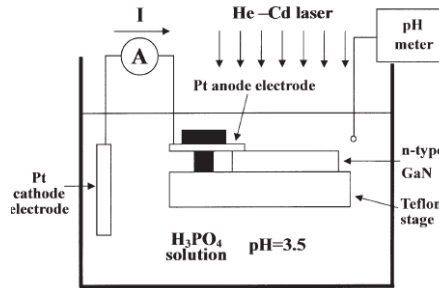 I
He –Cd laser
pH
meter
A
Pt anode electrode
n-type
GaN
Pt
cathode
electrode
Teflon
stage
H₃PO₄ pH=3.5
solution